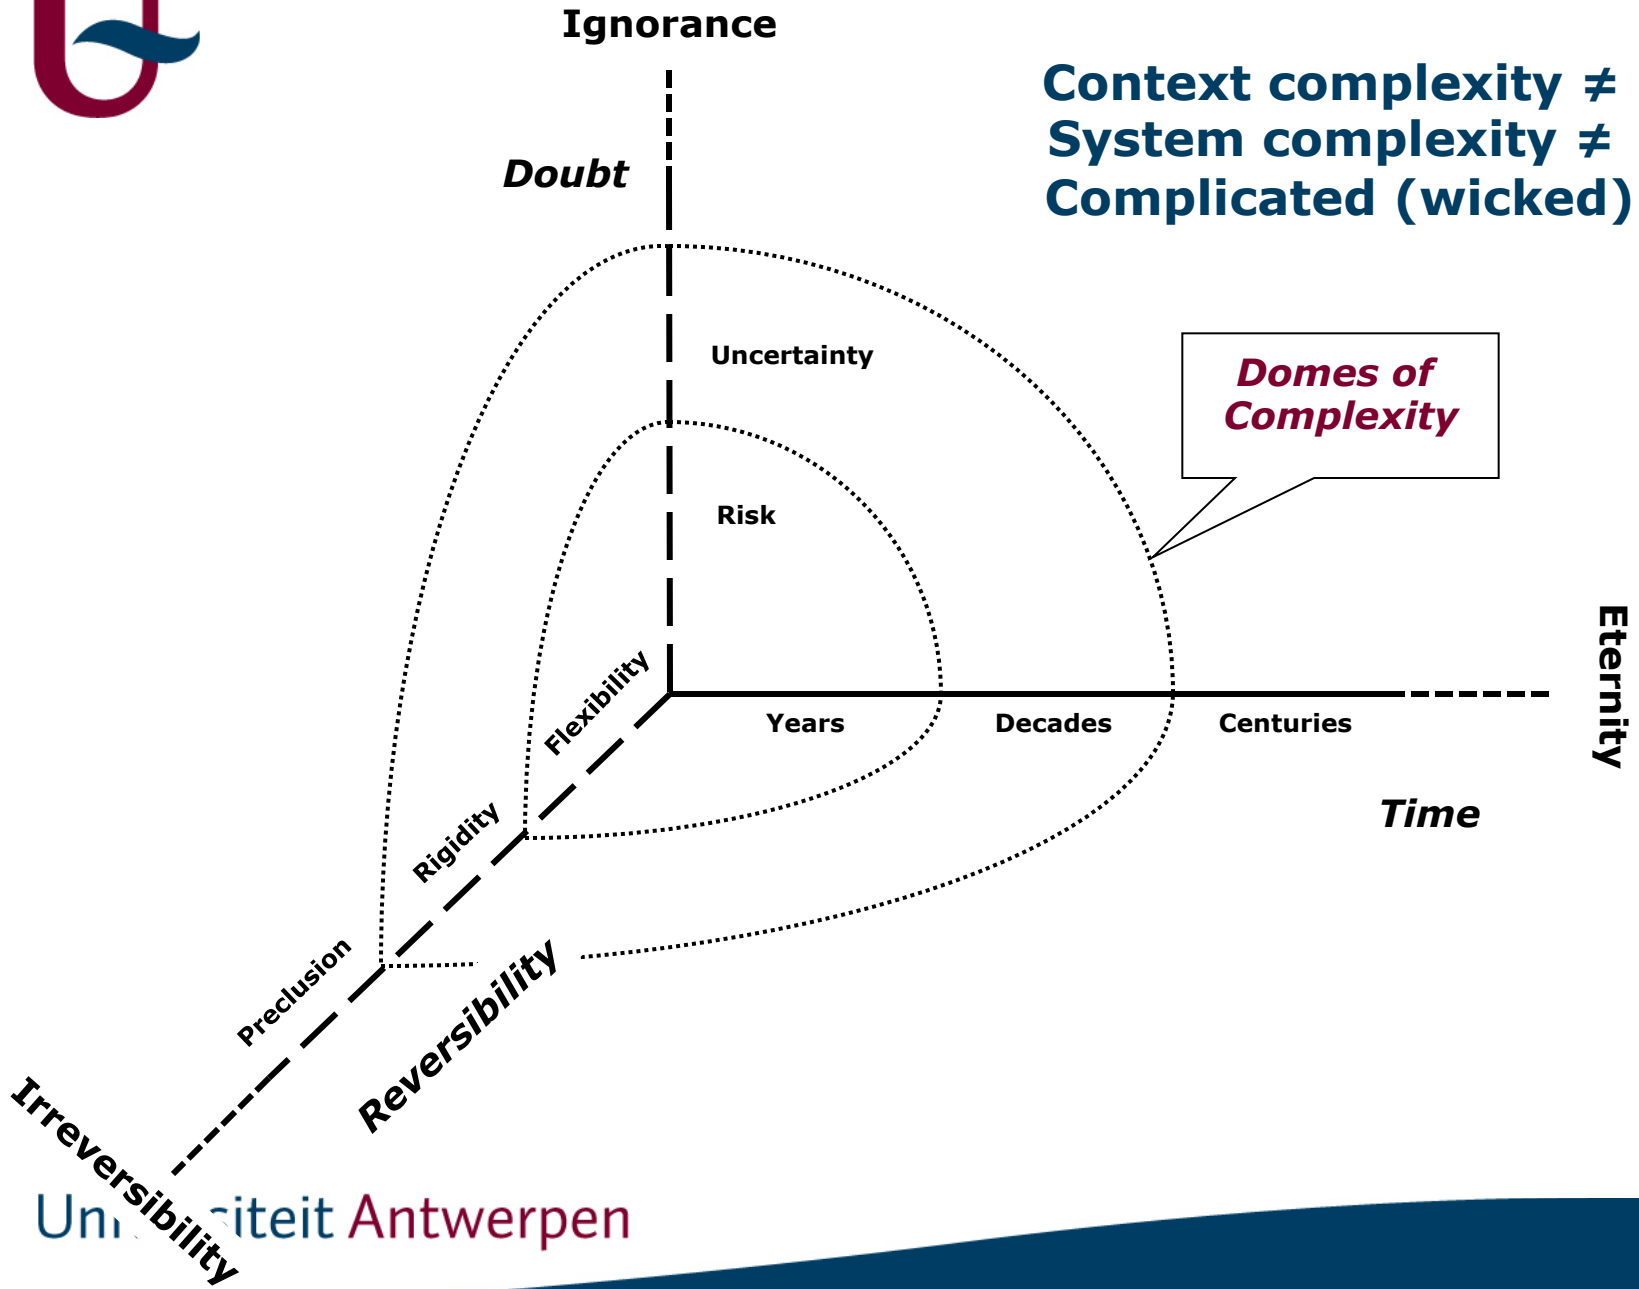 Ignorance
Context complexity ≠
System complexity ≠
Complicated (wicked)
Doubt
Uncertainty
Domes of
Complexity
Risk
Eternity
Flexibility
Years
Decades
Centuries
Time
Rigidity
Preclusion
Reversibility
Irreversibility
Antwerpen